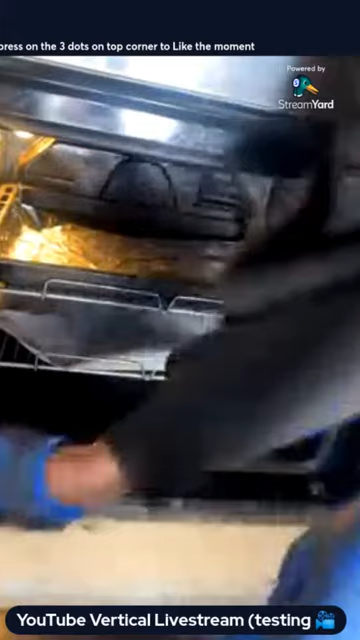 press on the 3 dots on top corner to Like the moment
Powered by
StreamYard
YouTube Vertical Livestream (testing 🎥